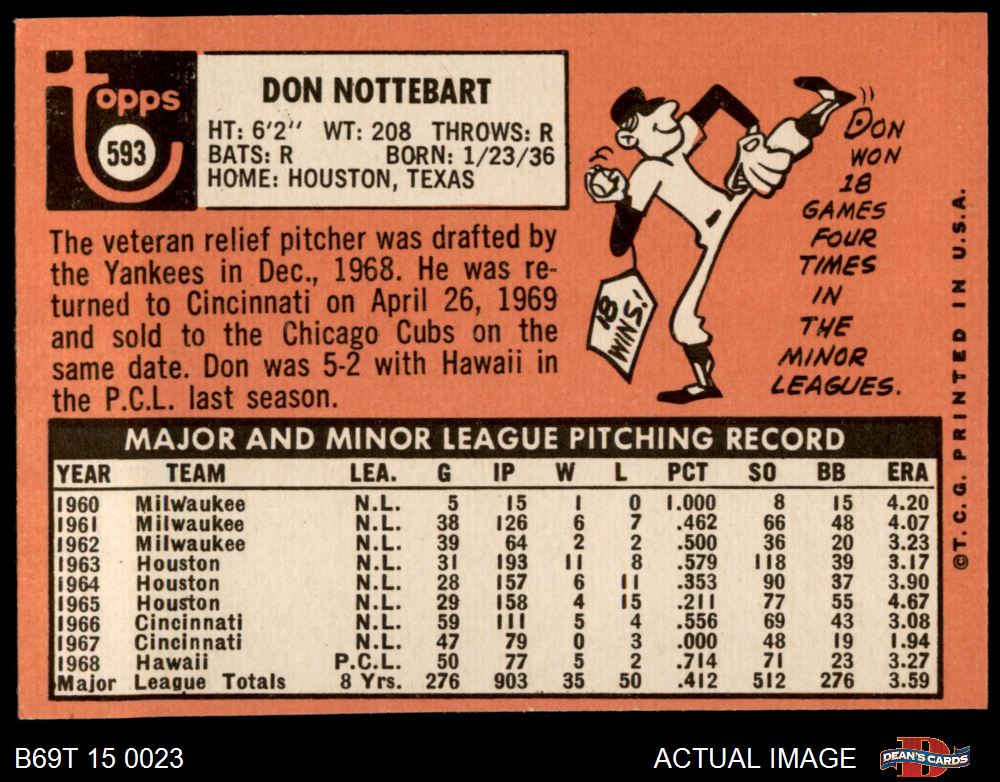 topps
593
DON NOTTEBART
HT: 6'2" WT: 208 THROWS: R
BATS: R BORN: 1/23/36
HOME: HOUSTON, TEXAS
The veteran relief pitcher was drafted by
the Yankees in Dec., 1968. He was re-
turned to Cincinnati on April 26, 1969
and sold to the Chicago Cubs on the
same date. Don was 5-2 with Hawaii in
the P.C.L. last season.
18
WINS!
DON
WON
18
GAMES
FOUR
TIMES
IN
THE
MINOR
LEAGUES.
©T.C.G. PRINTED IN U.S.A.
MAJOR AND MINOR LEAGUE PITCHING RECORD
YEAR TEAM LEA. G IP W L PCT SO BB ERA
1960 Milwaukee N.L. 5 15 1 0 1.000 8 15 4.20
1961 Milwaukee N.L. 38 126 6 7 .462 66 48 4.07
1962 Milwaukee N.L. 39 64 2 2 .500 36 20 3.23
1963 Houston N.L. 31 193 11 8 .579 118 39 3.17
1964 Houston N.L. 28 157 6 11 .353 90 37 3.90
1965 Houston N.L. 29 158 4 15 .211 77 55 4.67
1966 Cincinnati N.L. 59 111 5 4 .556 69 43 3.08
1967 Cincinnati N.L. 47 79 0 3 .000 48 19 1.94
1968 Hawaii P.C.L. 50 77 5 2 .714 71 23 3.27
Major League Totals 8 Yrs. 276 903 35 50 .412 512 276 3.59
B69T 15 0023
ACTUAL IMAGE
DEAN'S CARDS